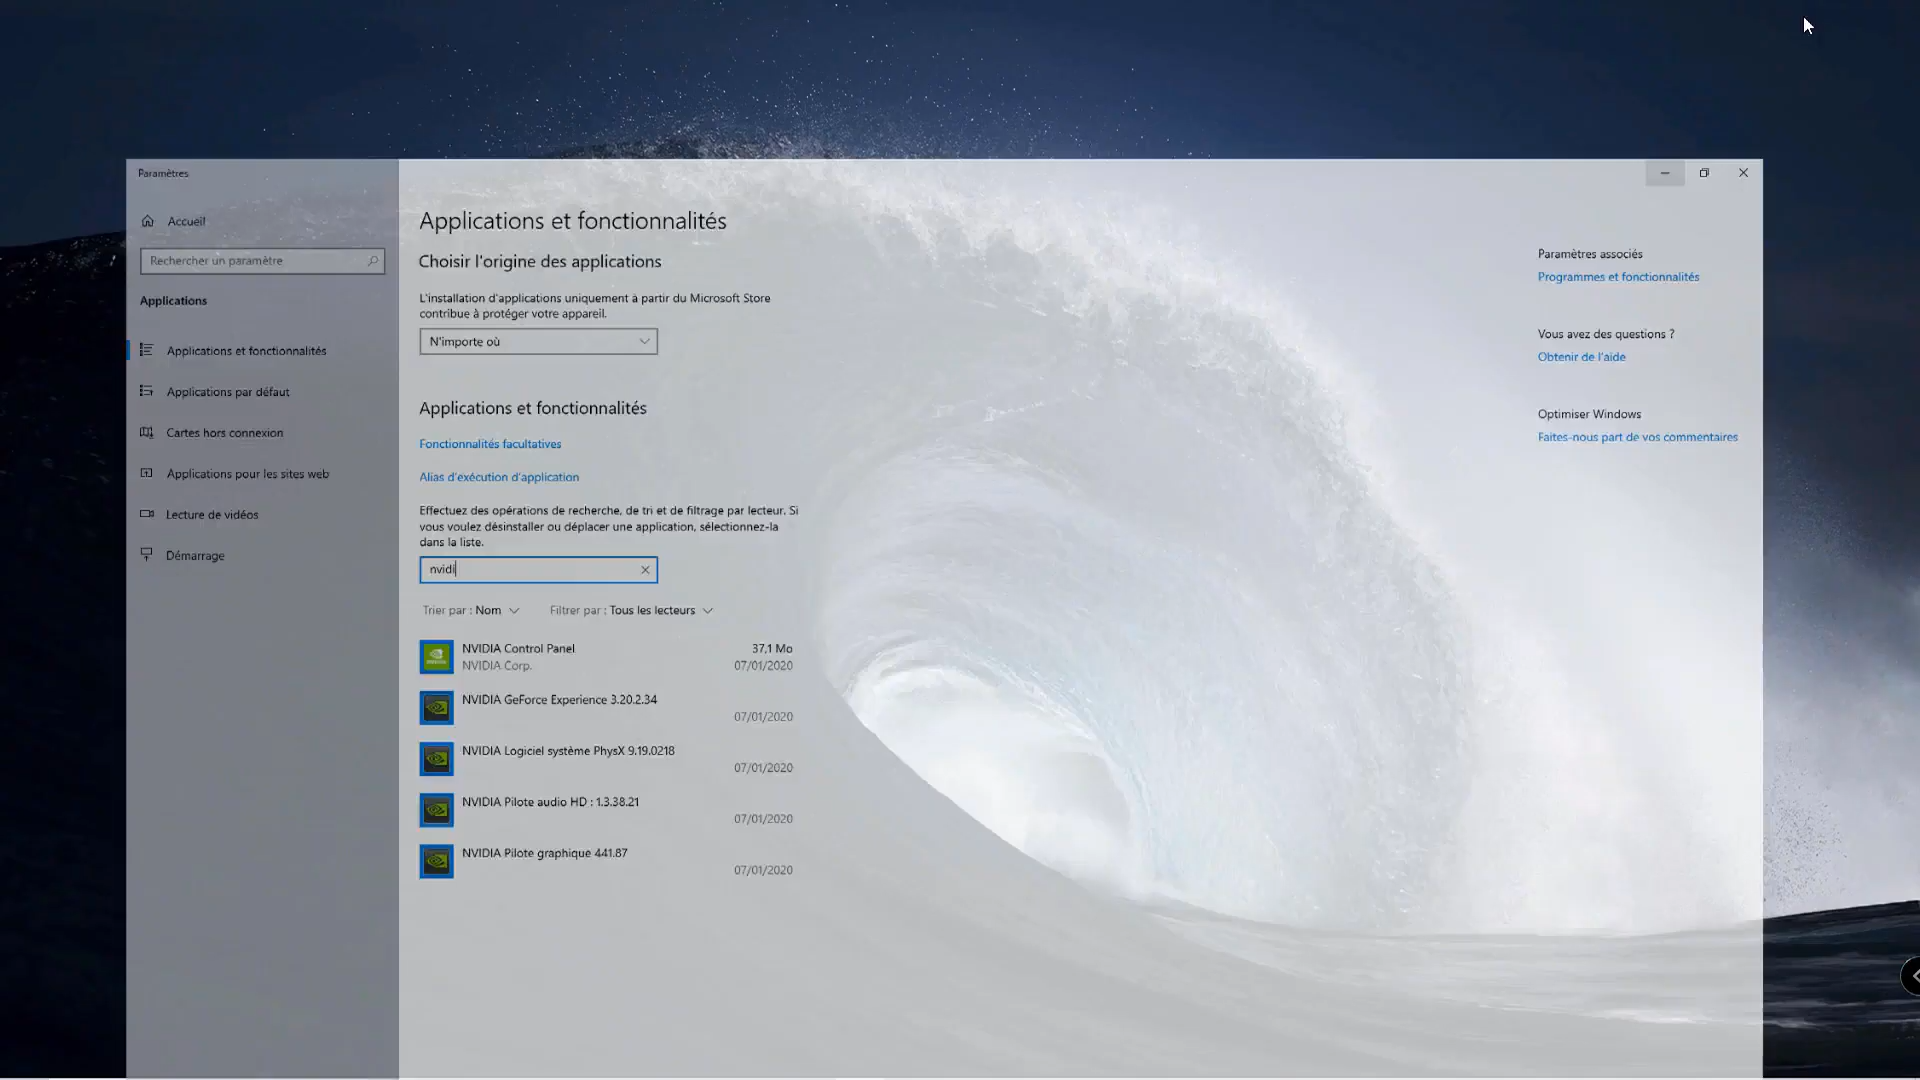 Paramètres
Accueil
Rechercher un paramètre
Applications
Applications et fonctionnalités
Applications par défaut
Cartes hors connexion
Applications pour les sites web
Lecture de vidéos
Démarrage
Applications et fonctionnalités
Choisir l'origine des applications
L'installation d'applications uniquement à partir du Microsoft Store
contribue à protéger votre appareil.
N'importe où
Applications et fonctionnalités
Fonctionnalités facultatives
Alias d'exécution d'application
Effectuez des opérations de recherche, de tri et de filtrage par lecteur. Si
vous voulez désinstaller ou déplacer une application, sélectionnez-la
dans la liste.
nvidi
Trier par : Nom Filtrer par : Tous les lecteurs
NVIDIA Control Panel 37,1 Mo
NVIDIA Corp. 07/01/2020
NVIDIA GeForce Experience 3.20.2.34
07/01/2020
NVIDIA Logiciel système PhysX 9.19.0218
07/01/2020
NVIDIA Pilote audio HD : 1.3.38.21
07/01/2020
NVIDIA Pilote graphique 441.87
07/01/2020
Paramètres associés
Programmes et fonctionnalités
Vous avez des questions ?
Obtenir de l'aide
Optimiser Windows
Faites-nous part de vos commentaires